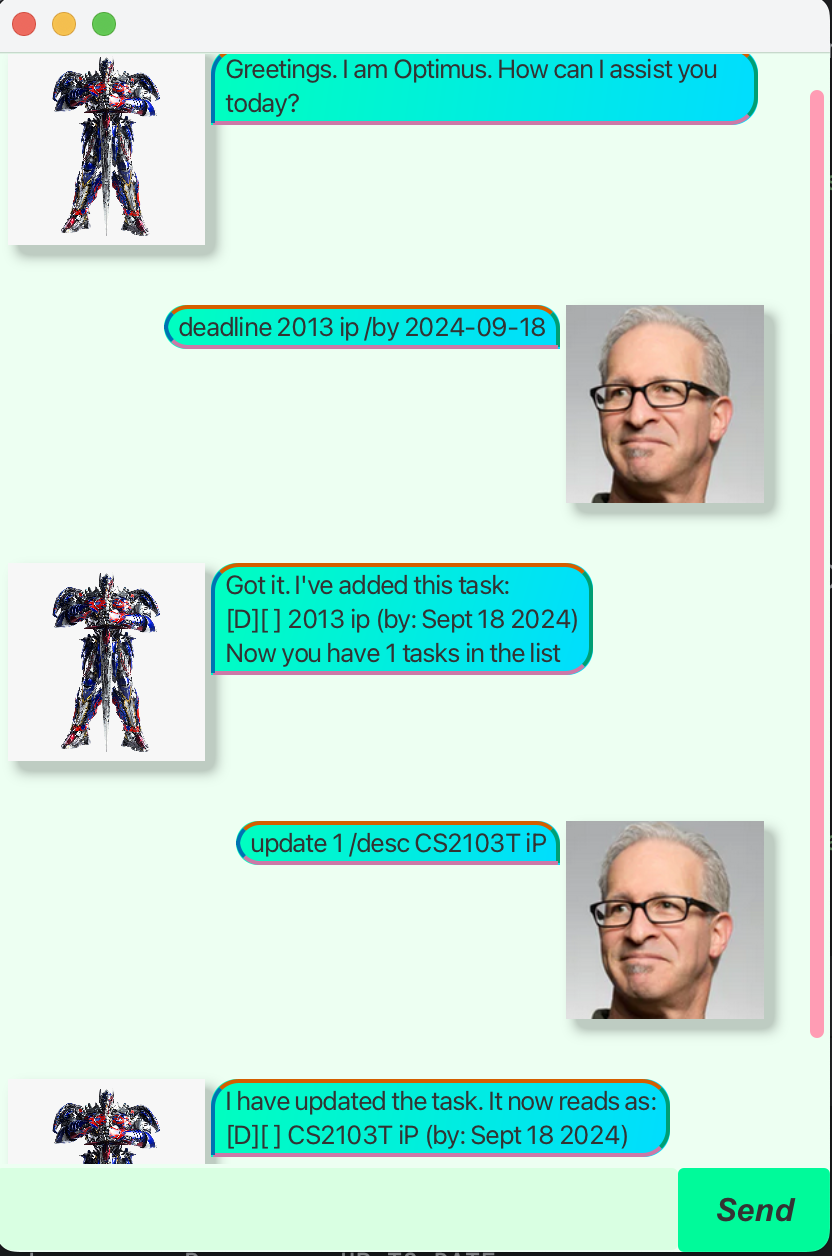 Greetings. I am Optimus. How can I assist you
today?
deadline 2013 ip /by 2024-09-18
Got it. I've added this task:
[D][ ] 2013 ip (by: Sept 18 2024)
Now you have 1 tasks in the list
update 1 /desc CS2103T iP
I have updated the task. It now reads as:
[D][ ] CS2103T iP (by: Sept 18 2024)
Send